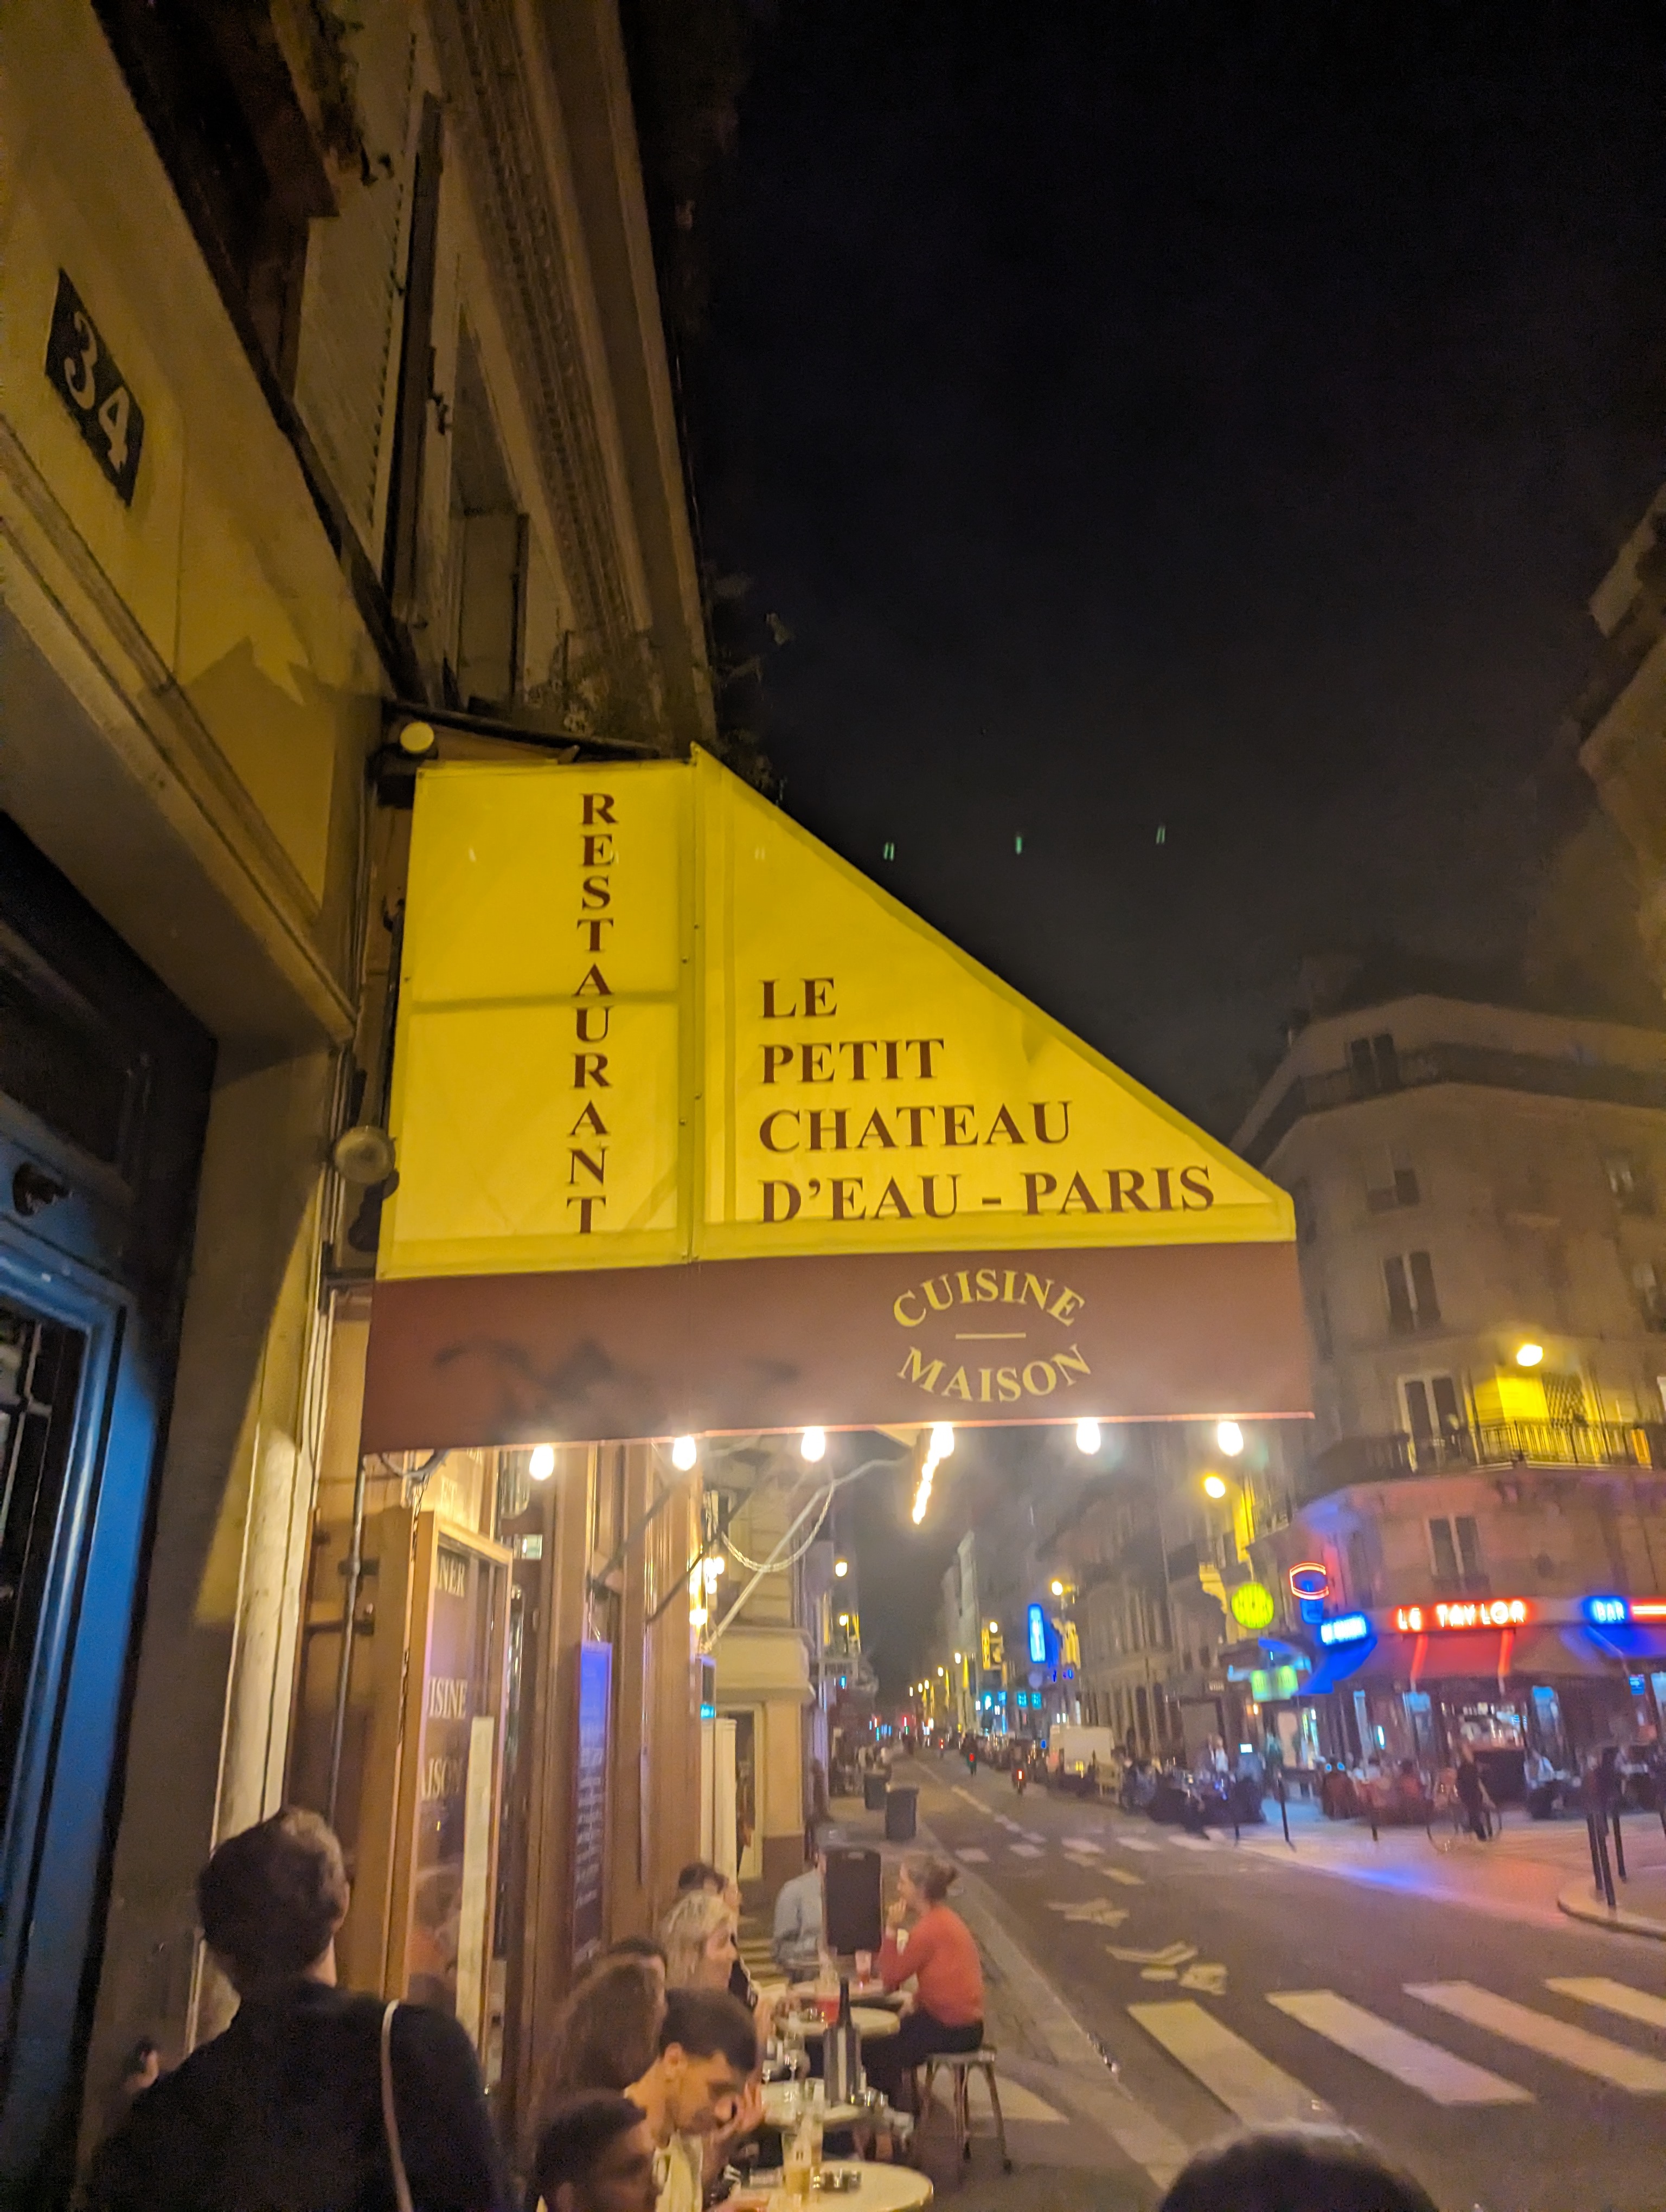 34
RESTAURANT
LE
PETIT
CHATEAU
D'EAU - PARIS
CUISINE
MAISON
LE TAYLOR
BAR